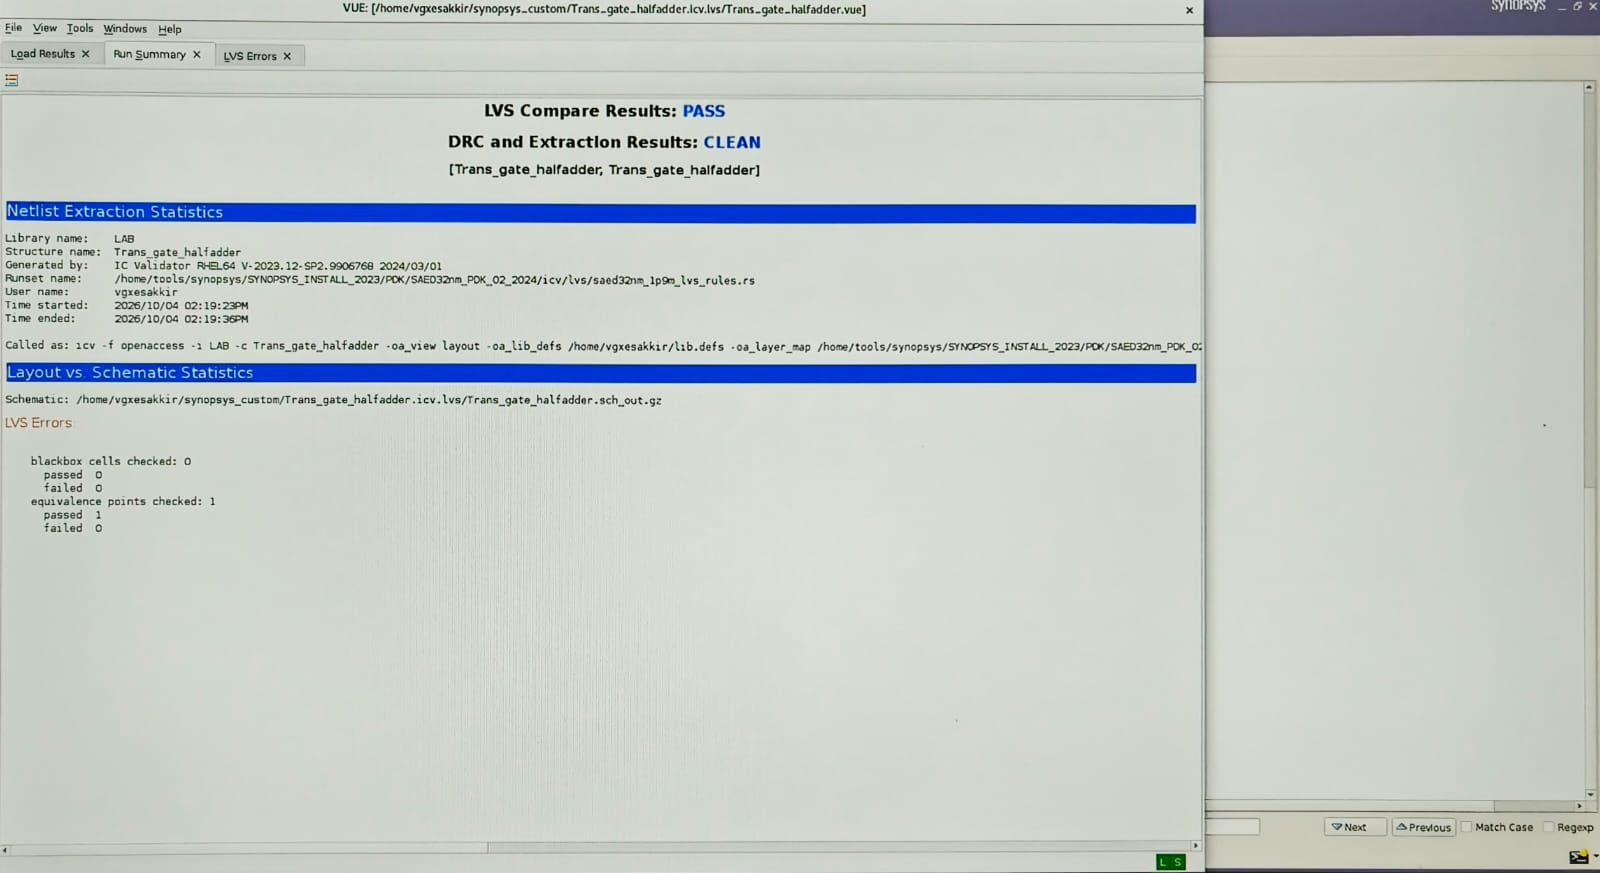 VUE: [/home/vgxesakkir/synopsys_custom/Trans_gate_halfadder.icv.lvs/Trans_gate_halfadder.vue]
SYNOPSYS
File View Tools Windows Help
Load Results Run Summary LVS Errors
LVS Compare Results: PASS
DRC and Extraction Results: CLEAN
[Trans_gate_halfadder, Trans_gate_halfadder]
Netlist Extraction Statistics
Library name: LAB
Structure name: Trans_gate_halfadder
Generated by: IC Validator RHEL64 V-2023.12-SP2.9906768 2024/03/01
Runset name: /home/tools/synopsys/SYNOPSYS_INSTALL_2023/PDK/SAED32nm_PDK_02_2024/icv/lvs/saed32nm_1p9m_lvs_rules.rs
User name: vgxesakkir
Time started: 2026/10/04 02:19:23PM
Time ended: 2026/10/04 02:19:36PM
Called as: icv -f openaccess -i LAB -c Trans_gate_halfadder -oa_view layout -oa_lib_defs /home/vgxesakkir/lib.defs -oa_layer_map /home/tools/synopsys/SYNOPSYS_INSTALL_2023/PDK/SAED32nm_PDK_02
Layout vs. Schematic Statistics
Schematic: /home/vgxesakkir/synopsys_custom/Trans_gate_halfadder.icv.lvs/Trans_gate_halfadder.sch_out.gz
LVS Errors
blackbox cells checked: 0
passed 0
failed 0
equivalence points checked: 1
passed 1
failed 0
Next Previous Match Case Regexp
L S